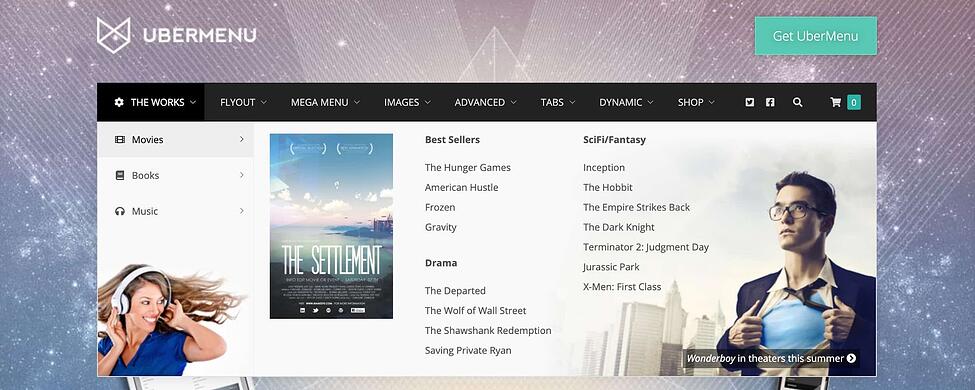 UBERMENU
Get UberMenu
THE WORKS
FLYOUT
MEGA MENU
IMAGES
ADVANCED
TABS
DYNAMIC
SHOP
0
Movies
Books
Music
THE SETTLEMENT
Best Sellers
The Hunger Games
American Hustle
Frozen
Gravity
Drama
The Departed
The Wolf of Wall Street
The Shawshank Redemption
Saving Private Ryan
SciFi/Fantasy
Inception
The Hobbit
The Empire Strikes Back
The Dark Knight
Terminator 2: Judgment Day
Jurassic Park
X-Men: First Class
Wonderboy in theaters this summer